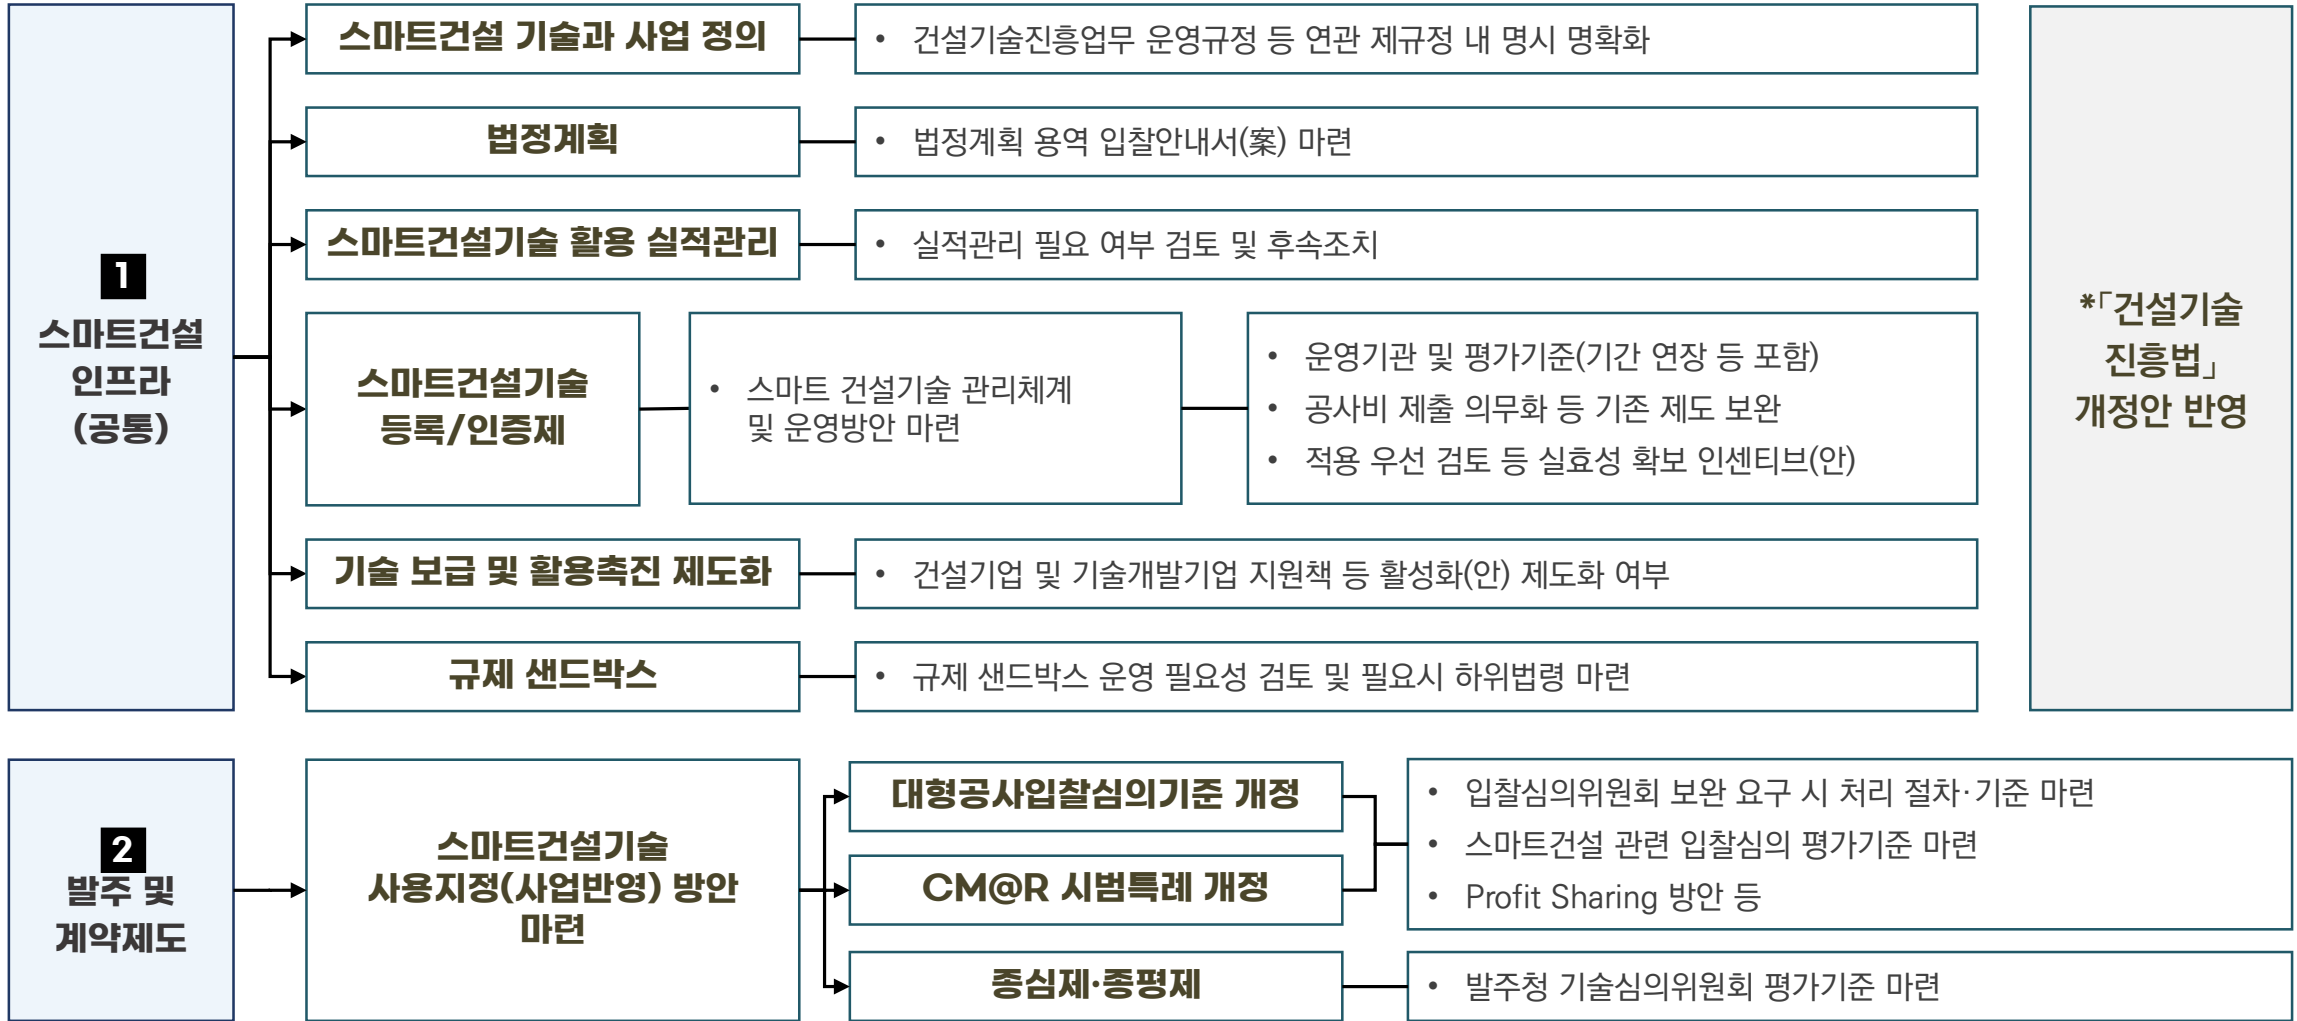 1
스마트건설
인프라
(공통)
스마트건설 기술과 사업 정의
• 건설기술진흥업무 운영규정 등 연관 제규정 내 명시 명확화
법정계획
• 법정계획 용역 입찰안내서(案) 마련
스마트건설기술 활용 실적관리
• 실적관리 필요 여부 검토 및 후속조치
스마트건설기술
등록/인증제
• 스마트 건설기술 관리체계
및 운영방안 마련
• 운영기관 및 평가기준(기간 연장 등 포함)
• 공사비 제출 의무화 등 기존 제도 보완
• 적용 우선 검토 등 실효성 확보 인센티브(안)
기술 보급 및 활용촉진 제도화
• 건설기업 및 기술개발기업 지원책 등 활성화(안) 제도화 여부
규제 샌드박스
• 규제 샌드박스 운영 필요성 검토 및 필요시 하위법령 마련
*「건설기술
진흥법」
개정안 반영
2
발주 및
계약제도
스마트건설기술
사용지정(사업반영) 방안
마련
대형공사입찰심의기준 개정
CM@R 시범특례 개정
• 입찰심의위원회 보완 요구 시 처리 절차·기준 마련
• 스마트건설 관련 입찰심의 평가기준 마련
• Profit Sharing 방안 등
종심제·종평제
• 발주청 기술심의위원회 평가기준 마련